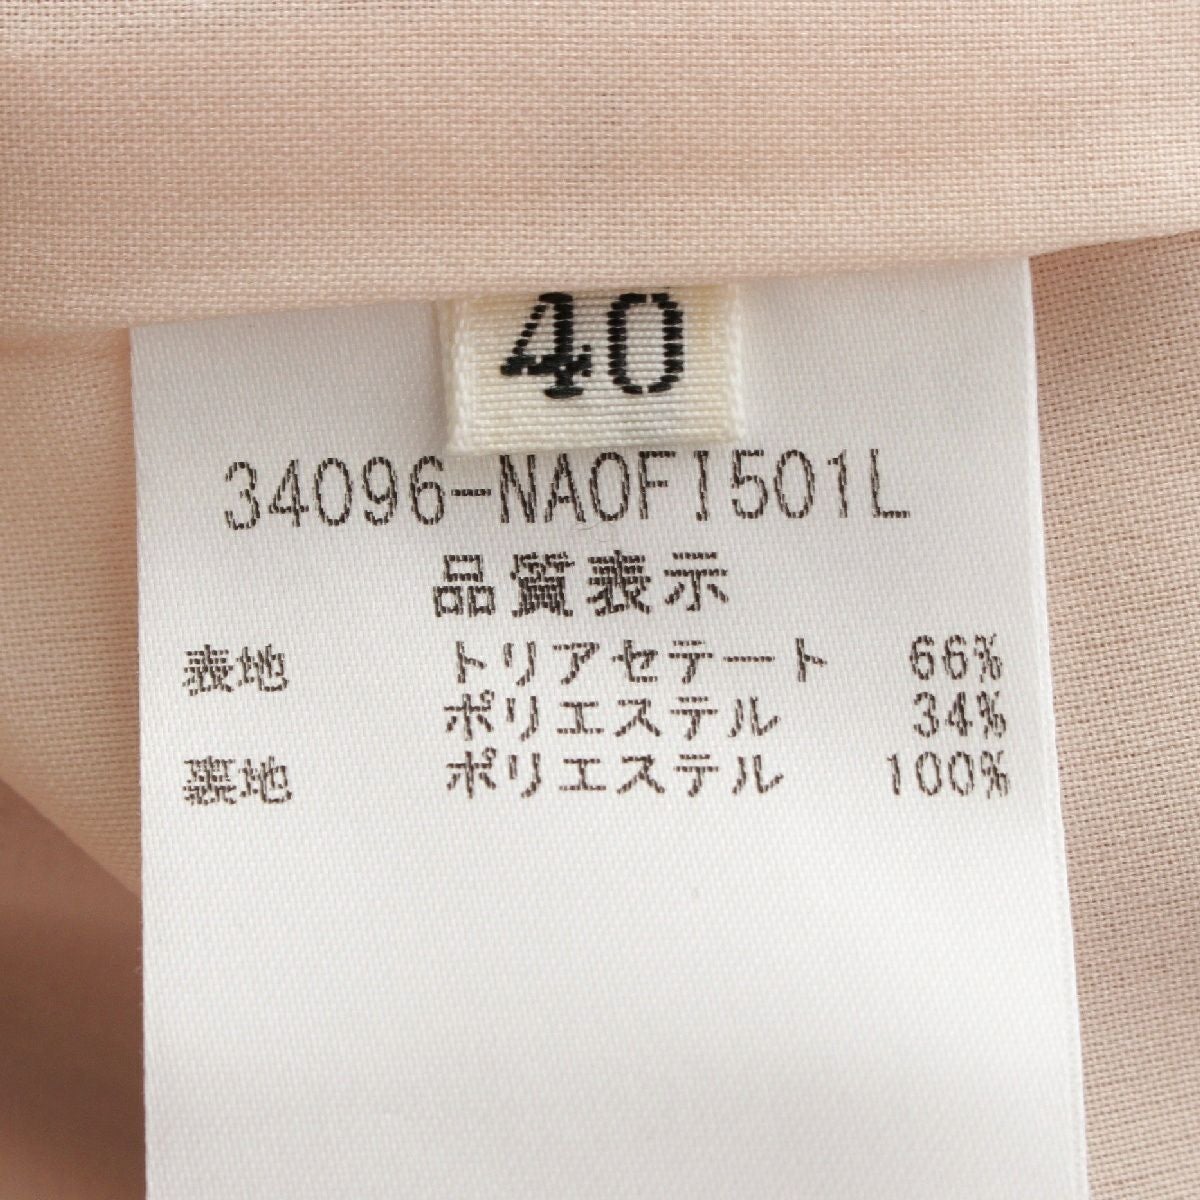 40
34096-NAOFI501L
品質表示
表地 トリアセテート 66%
ポリエステル 34%
裏地 ポリエステル 100%